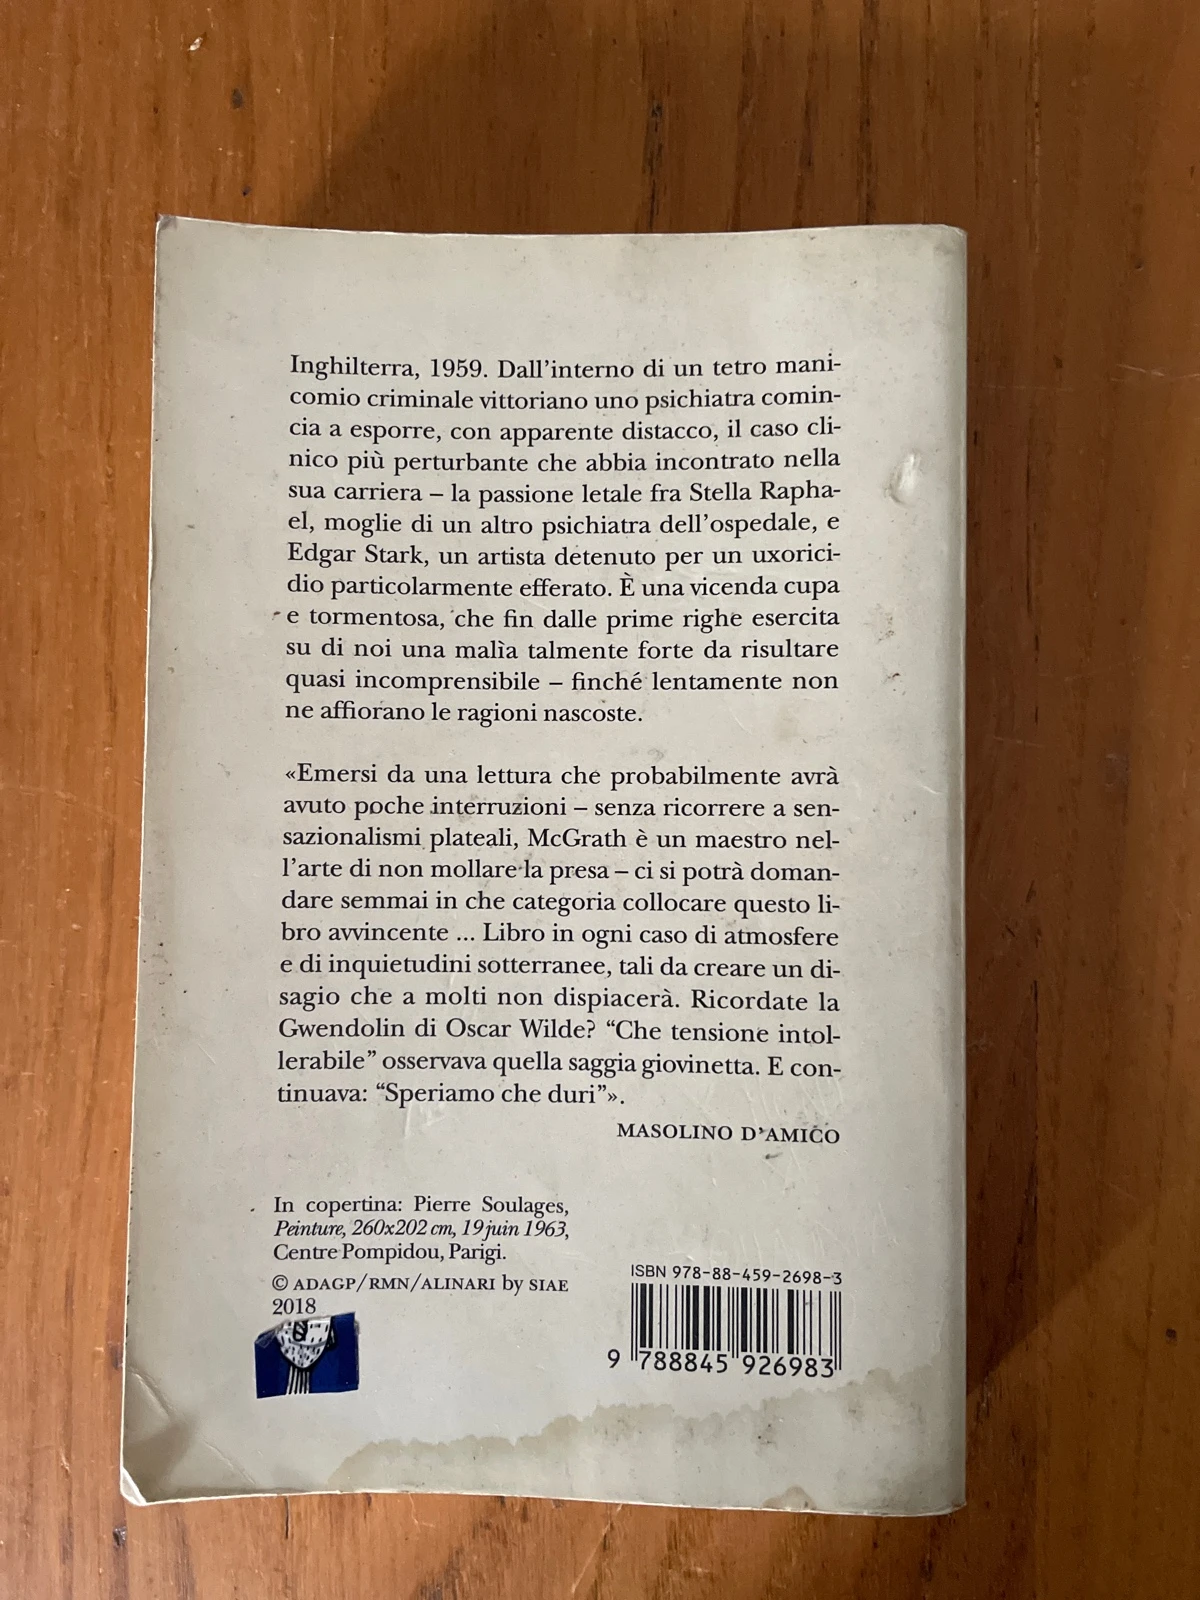 Inghilterra, 1959. Dall'interno di un tetro mani-
comio criminale vittoriano uno psichiatra comin-
cia a esporre, con apparente distacco, il caso cli-
nico più perturbante che abbia incontrato nella
sua carriera – la passione letale fra Stella Rapha-
el, moglie di un altro psichiatra dell'ospedale, e
Edgar Stark, un artista detenuto per un uxorici-
dio particolarmente efferato. È una vicenda cupa
e tormentosa, che fin dalle prime righe esercita
su di noi una malìa talmente forte da risultare
quasi incomprensibile – finché lentamente non
ne affiorano le ragioni nascoste.
«Emersi da una lettura che probabilmente avrà
avuto poche interruzioni – senza ricorrere a sen-
sazionalismi plateali, McGrath è un maestro nel-
l'arte di non mollare la presa – ci si potrà doman-
dare semmai in che categoria collocare questo li-
bro avvincente ... Libro in ogni caso di atmosfere
e di inquietudini sotterranee, tali da creare un di-
sagio che a molti non dispiacerà. Ricordate la
Gwendolin di Oscar Wilde? “Che tensione intol-
lerabile” osservava quella saggia giovinetta. E con-
tinuava: “Speriamo che duri”».
MASOLINO D'AMICO
In copertina: Pierre Soulages,
Peinture, 260x202 cm, 19 juin 1963,
Centre Pompidou, Parigi.
© ADAGP/RMN/ALINARI by SIAE
2018
ISBN 978-88-459-2698-3
9 788845 926983